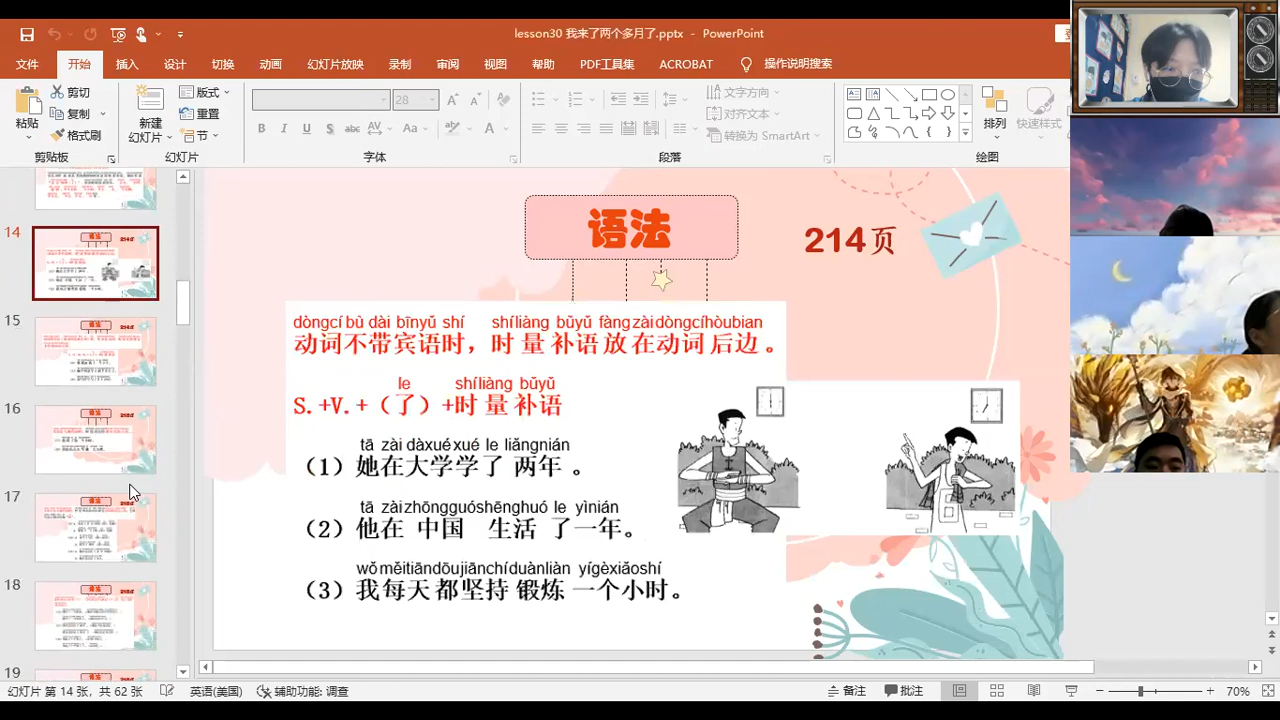 lesson30 我来了两个多月了.pptx - PowerPoint
文件 开始 插入 设计 切换 动画 幻灯片放映 录制 审阅 视图 帮助 PDF工具集 ACROBAT 操作说明搜索
粘贴 剪切 复制 格式刷
新建 幻灯片 版式 重置 节
28
B I U S abc AV Aa A
文字方向
对齐文本
转换为 SmartArt
排列 快速样式
剪贴板 幻灯片 字体 段落 绘图
14
15
16
17
18
19
语法
214页
dòngcí bù dài bīnyǔ shí shíliàng bǔyǔ fàng zài dòngcíhòubian
动词不带宾语时，时量补语放在动词后边。
le shíliàng bǔyǔ
S.+V.+（了）+时量补语
tā zài dàxué xué le liǎngnián
（1）她在大学学了两年。
tā zài zhōngguó shēnghuó le yìnián
（2）他在中国生活了一年。
wǒ měitiān dōu jiānchí duànliàn yígè xiǎoshí
（3）我每天都坚持锻炼一个小时。
幻灯片 第 14 张，共 62 张 英语(美国) 辅助功能: 调查 备注 批注 70%